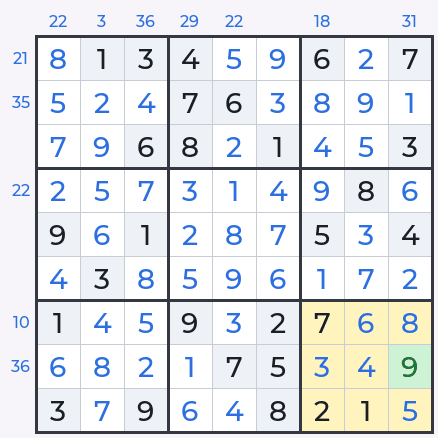 22 3 36 29 22 18 31
21 8 1 3 4 5 9 6 2 7
35 5 2 4 7 6 3 8 9 1
7 9 6 8 2 1 4 5 3
22 2 5 7 3 1 4 9 8 6
9 6 1 2 8 7 5 3 4
4 3 8 5 9 6 1 7 2
10 1 4 5 9 3 2 7 6 8
36 6 8 2 1 7 5 3 4 9
3 7 9 6 4 8 2 1 5